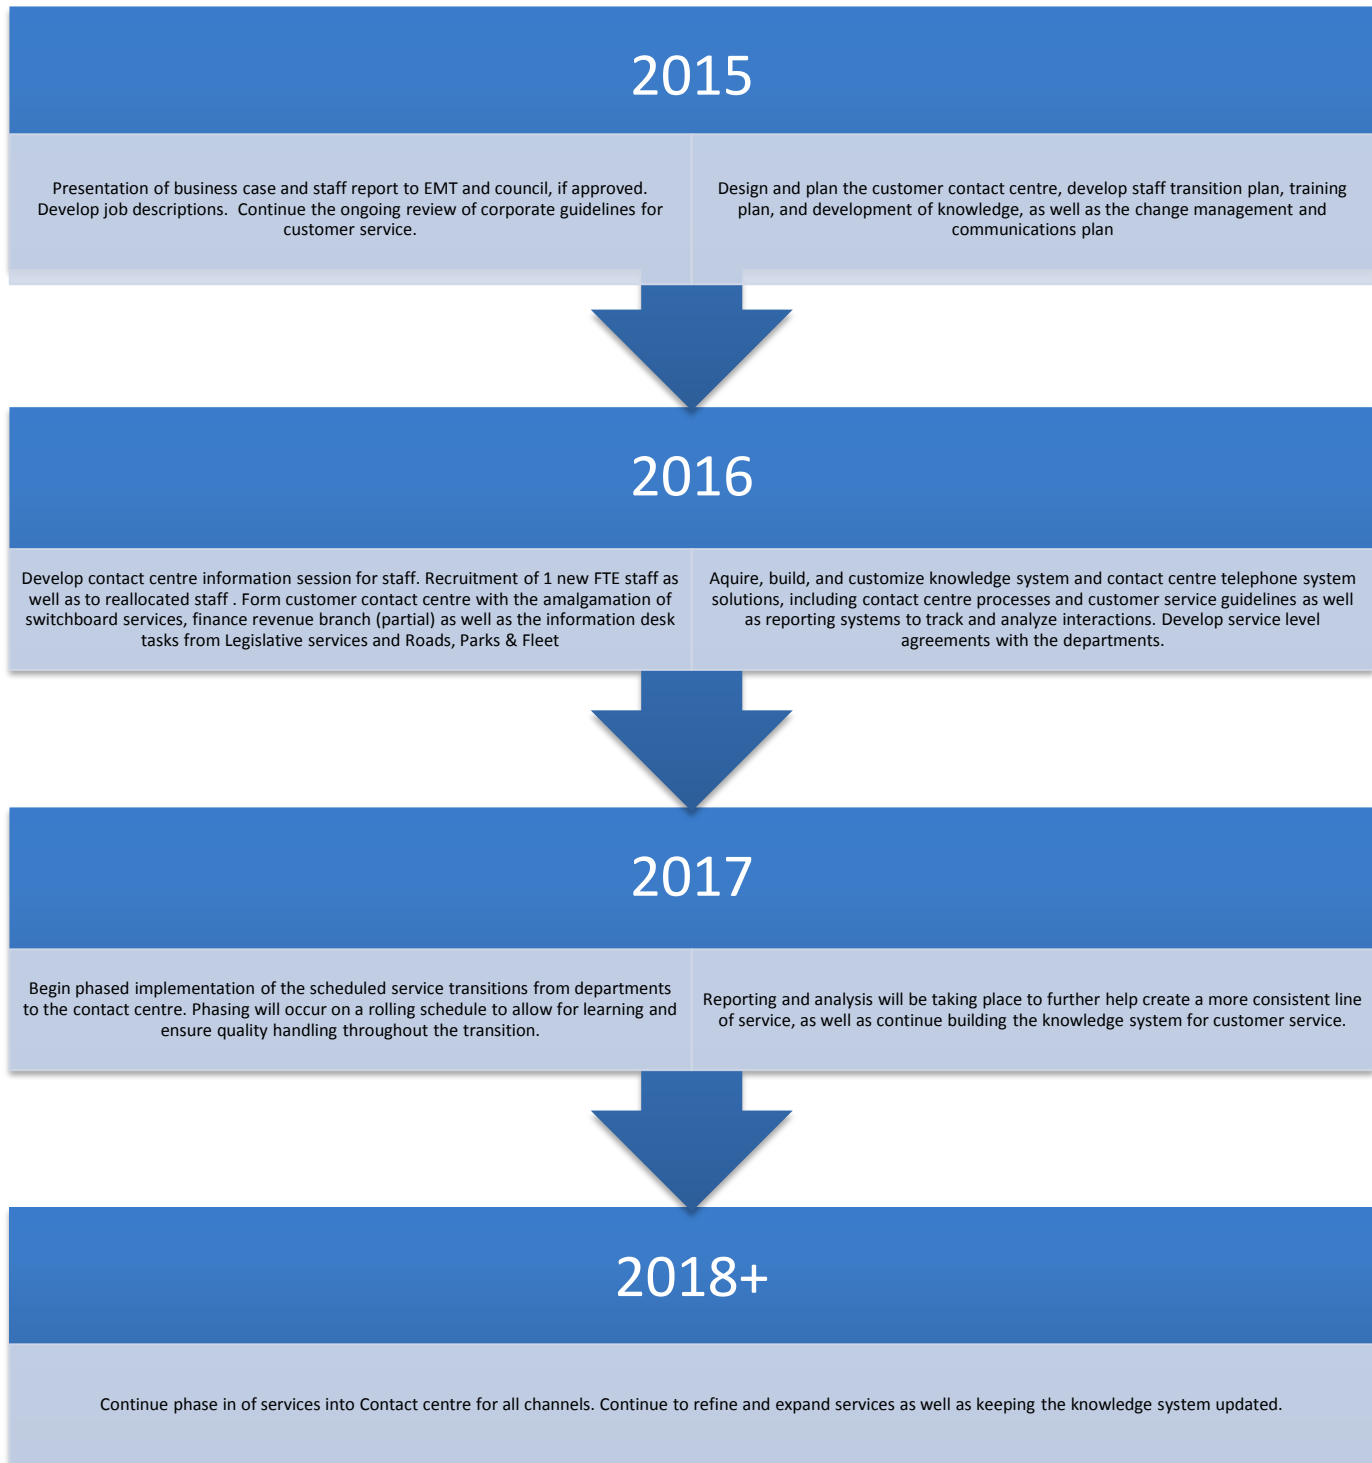 2015
Presentation of business case and staff report to EMT and council, if approved.
Develop job descriptions.  Continue the ongoing review of corporate guidelines for
customer service.
Design and plan the customer contact centre, develop staff transition plan, training
plan, and development of knowledge, as well as the change management and
communications plan
2016
Develop contact centre information session for staff. Recruitment of 1 new FTE staff as
well as to reallocated staff . Form customer contact centre with the amalgamation of
switchboard services, finance revenue branch (partial) as well as the information desk
tasks from Legislative services and Roads, Parks & Fleet
Aquire, build, and customize knowledge system and contact centre telephone system
solutions, including contact centre processes and customer service guidelines as well
as reporting systems to track and analyze interactions. Develop service level
agreements with the departments.
2017
Begin phased implementation of the scheduled service transitions from departments
to the contact centre. Phasing will occur on a rolling schedule to allow for learning and
ensure quality handling throughout the transition.
Reporting and analysis will be taking place to further help create a more consistent line
of service, as well as continue building the knowledge system for customer service.
2018+
Continue phase in of services into Contact centre for all channels. Continue to refine and expand services as well as keeping the knowledge system updated.